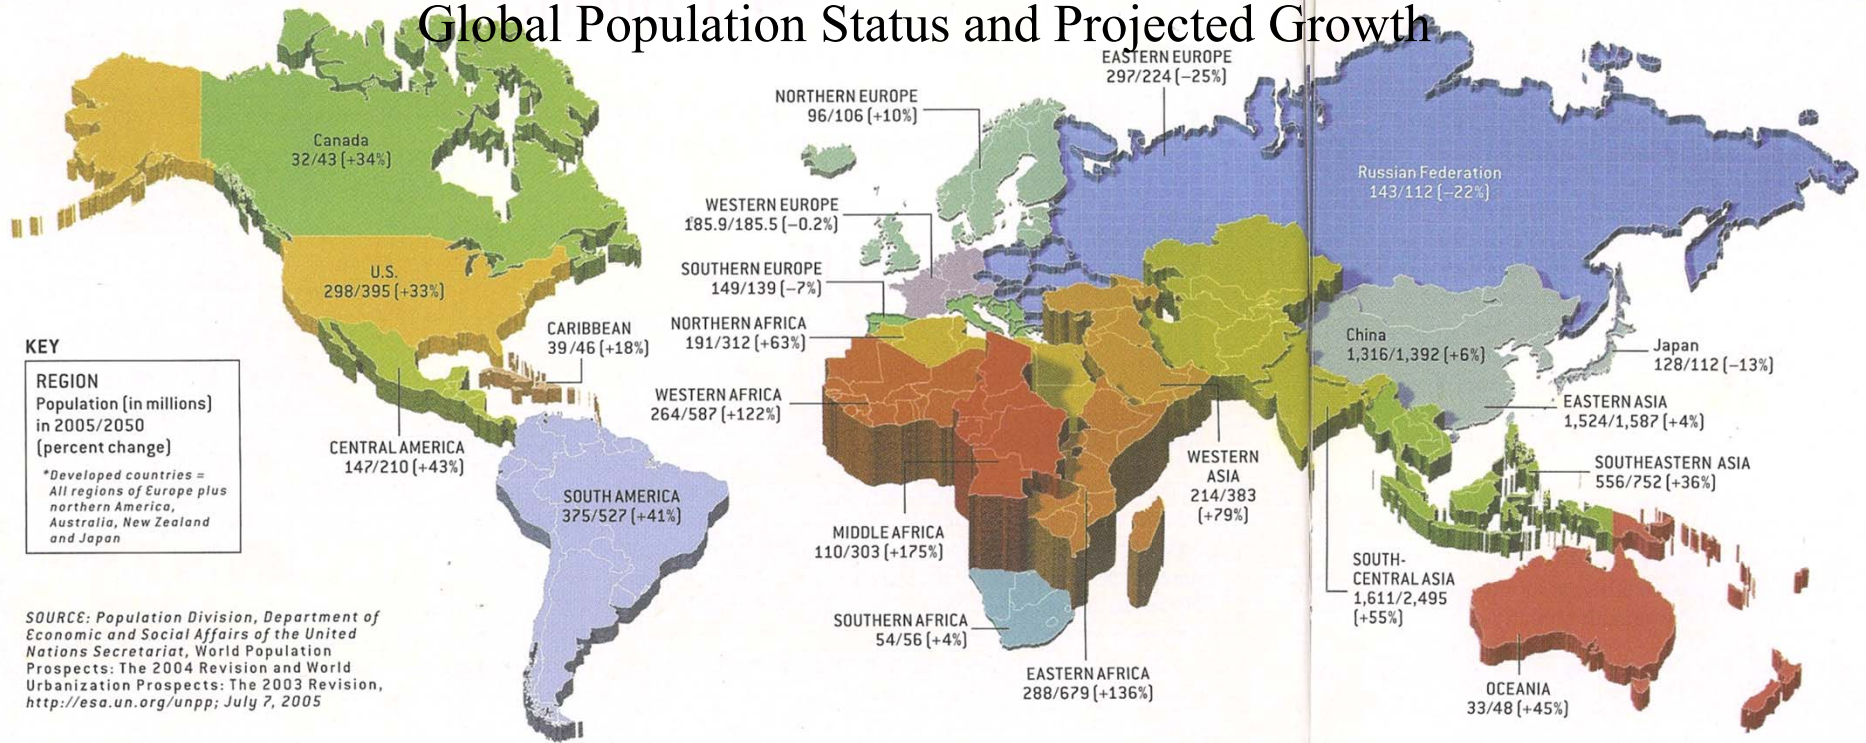 Global Population Status and Projected Growth
EASTERN EUROPE
297/224 (–25%)
NORTHERN EUROPE
96/106 (+10%)
Canada
32/43 (+34%)
Russian Federation
143/112 (–22%)
WESTERN EUROPE
185.9/185.5 (–0.2%)
U.S.
298/395 (+33%)
SOUTHERN EUROPE
149/139 (–7%)
NORTHERN AFRICA
191/312 (+63%)
CARIBBEAN
39/46 (+18%)
China
1,316/1,392 (+6%)
Japan
128/112 (–13%)
KEY
REGION
Population (in millions)
in 2005/2050
(percent change)
*Developed countries =
All regions of Europe plus
northern America,
Australia, New Zealand
and Japan
WESTERN AFRICA
264/587 (+122%)
EASTERN ASIA
1,524/1,587 (+4%)
CENTRAL AMERICA
147/210 (+43%)
WESTERN
ASIA
214/383
(+79%)
SOUTHEASTERN ASIA
556/752 (+36%)
SOUTH AMERICA
375/527 (+41%)
MIDDLE AFRICA
110/303 (+175%)
SOUTH-
CENTRAL ASIA
1,611/2,495
(+55%)
SOUTHERN AFRICA
54/56 (+4%)
EASTERN AFRICA
288/679 (+136%)
OCEANIA
33/48 (+45%)
SOURCE: Population Division, Department of
Economic and Social Affairs of the United
Nations Secretariat, World Population
Prospects: The 2004 Revision and World
Urbanization Prospects: The 2003 Revision,
http://esa.un.org/unpp; July 7, 2005